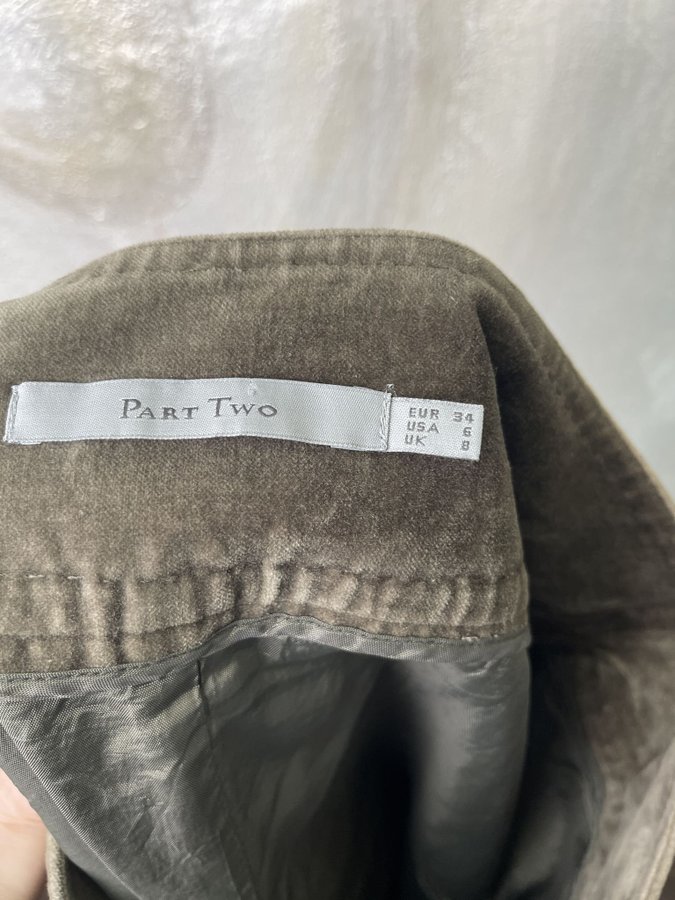 PART TWO
EUR 34
USA 6
UK 8